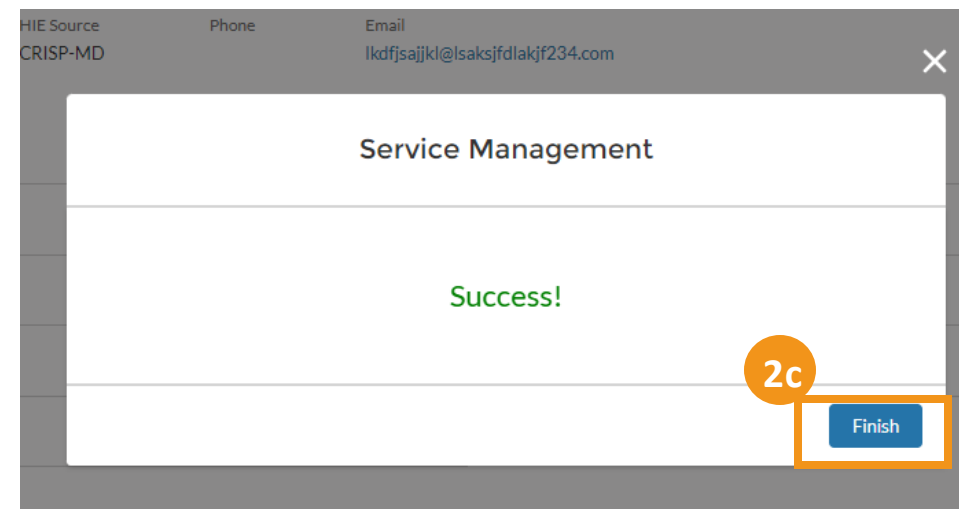 HIE Source Phone Email
CRISP-MD lkdfjsajjkl@lsaksjfdlakjf234.com
Service Management
Success!
2c
Finish